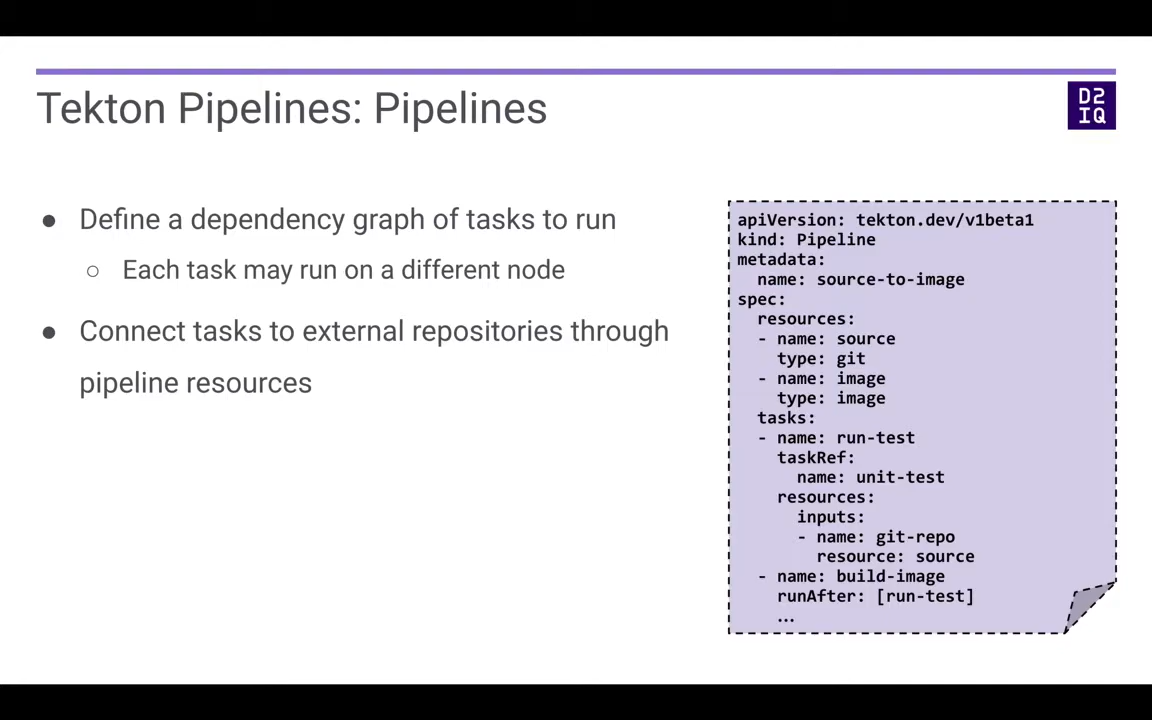 Tekton Pipelines: Pipelines
D2
IQ
● Define a dependency graph of tasks to run
○ Each task may run on a different node
● Connect tasks to external repositories through
pipeline resources
apiVersion: tekton.dev/v1beta1
kind: Pipeline
metadata:
  name: source-to-image
spec:
  resources:
  - name: source
    type: git
  - name: image
    type: image
  tasks:
  - name: run-test
    taskRef:
      name: unit-test
    resources:
      inputs:
      - name: git-repo
        resource: source
  - name: build-image
    runAfter: [run-test]
    ...